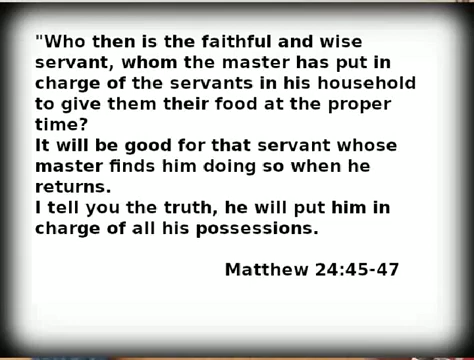 "Who then is the faithful and wise
servant, whom the master has put in
charge of the servants in his household
to give them their food at the proper
time?
It will be good for that servant whose
master finds him doing so when he
returns.
I tell you the truth, he will put him in
charge of all his possessions.
Matthew 24:45-47